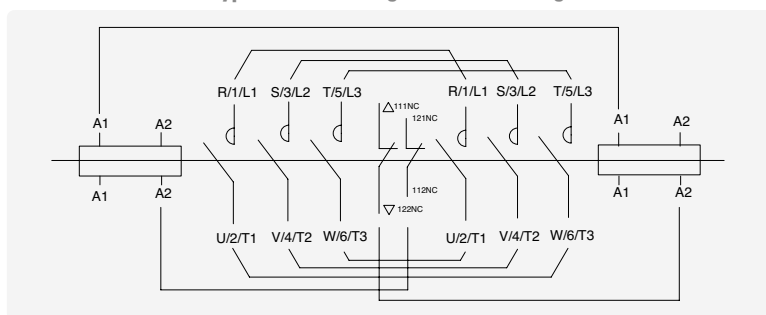 R/1/L1 S/3/L2 T/5/L3 R/1/L1 S/3/L2 T/5/L3
111NC
121NC
A1 A2 A1 A2
A1 A2 A1 A2
112NC
122NC
U/2/T1 V/4/T2 W/6/T3 U/2/T1 V/4/T2 W/6/T3